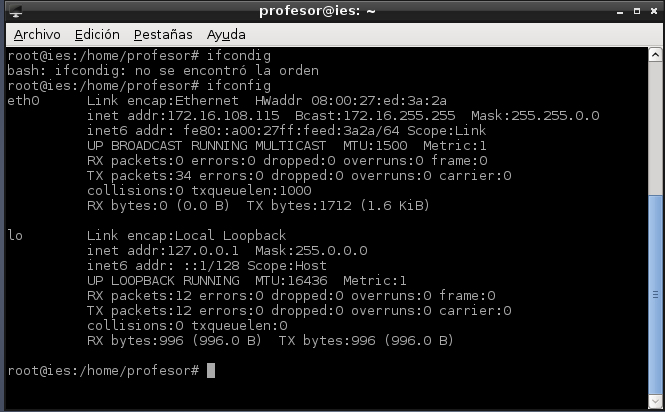 profesor@ies: ~
Archivo Edición Pestañas Ayuda
root@ies:/home/profesor# ifcondig
bash: ifcondig: no se encontró la orden
root@ies:/home/profesor# ifconfig
eth0      Link encap:Ethernet  HWaddr 08:00:27:ed:3a:2a
          inet addr:172.16.108.115  Bcast:172.16.255.255  Mask:255.255.0.0
          inet6 addr: fe80::a00:27ff:feed:3a2a/64 Scope:Link
          UP BROADCAST RUNNING MULTICAST  MTU:1500  Metric:1
          RX packets:0 errors:0 dropped:0 overruns:0 frame:0
          TX packets:34 errors:0 dropped:0 overruns:0 carrier:0
          collisions:0 txqueuelen:1000
          RX bytes:0 (0.0 B)  TX bytes:1712 (1.6 KiB)
lo        Link encap:Local Loopback
          inet addr:127.0.0.1  Mask:255.0.0.0
          inet6 addr: ::1/128 Scope:Host
          UP LOOPBACK RUNNING  MTU:16436  Metric:1
          RX packets:12 errors:0 dropped:0 overruns:0 frame:0
          TX packets:12 errors:0 dropped:0 overruns:0 carrier:0
          collisions:0 txqueuelen:0
          RX bytes:996 (996.0 B)  TX bytes:996 (996.0 B)
root@ies:/home/profesor#